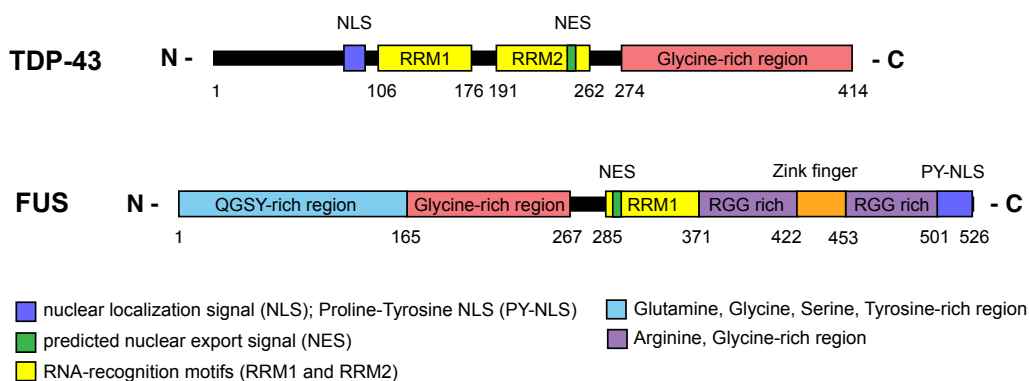 NLS NES
TDP-43 N - RRM1 RRM2 Glycine-rich region - C
1 106 176 191 262 274 414
NES Zink finger PY-NLS
FUS N - QGSY-rich region Glycine-rich region RRM1 RGG rich RGG rich - C
1 165 267 285 371 422 453 501 526
nuclear localization signal (NLS); Proline-Tyrosine NLS (PY-NLS)
predicted nuclear export signal (NES)
RNA-recognition motifs (RRM1 and RRM2)
Glutamine, Glycine, Serine, Tyrosine-rich region
Arginine, Glycine-rich region